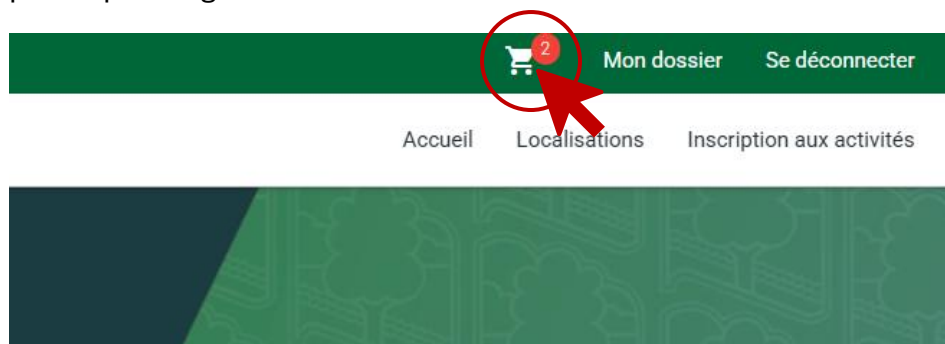 2
Mon dossier
Se déconnecter
Accueil
Localisations
Inscription aux activités